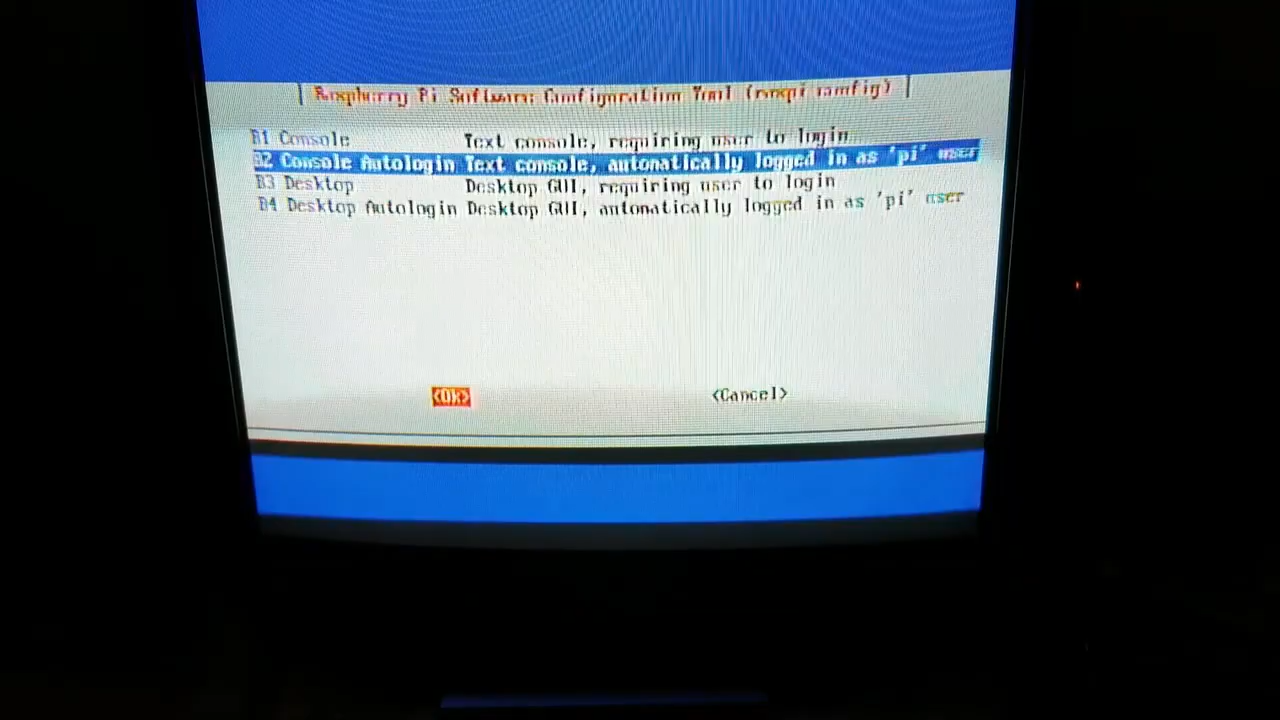 Raspberry Pi Software Configuration Tool (raspi-config)
B1 Console Text console, requiring user to login
B2 Console Autologin Text console, automatically logged in as 'pi' user
B3 Desktop Desktop GUI, requiring user to login
B4 Desktop Autologin Desktop GUI, automatically logged in as 'pi' user
<Ok> <Cancel>